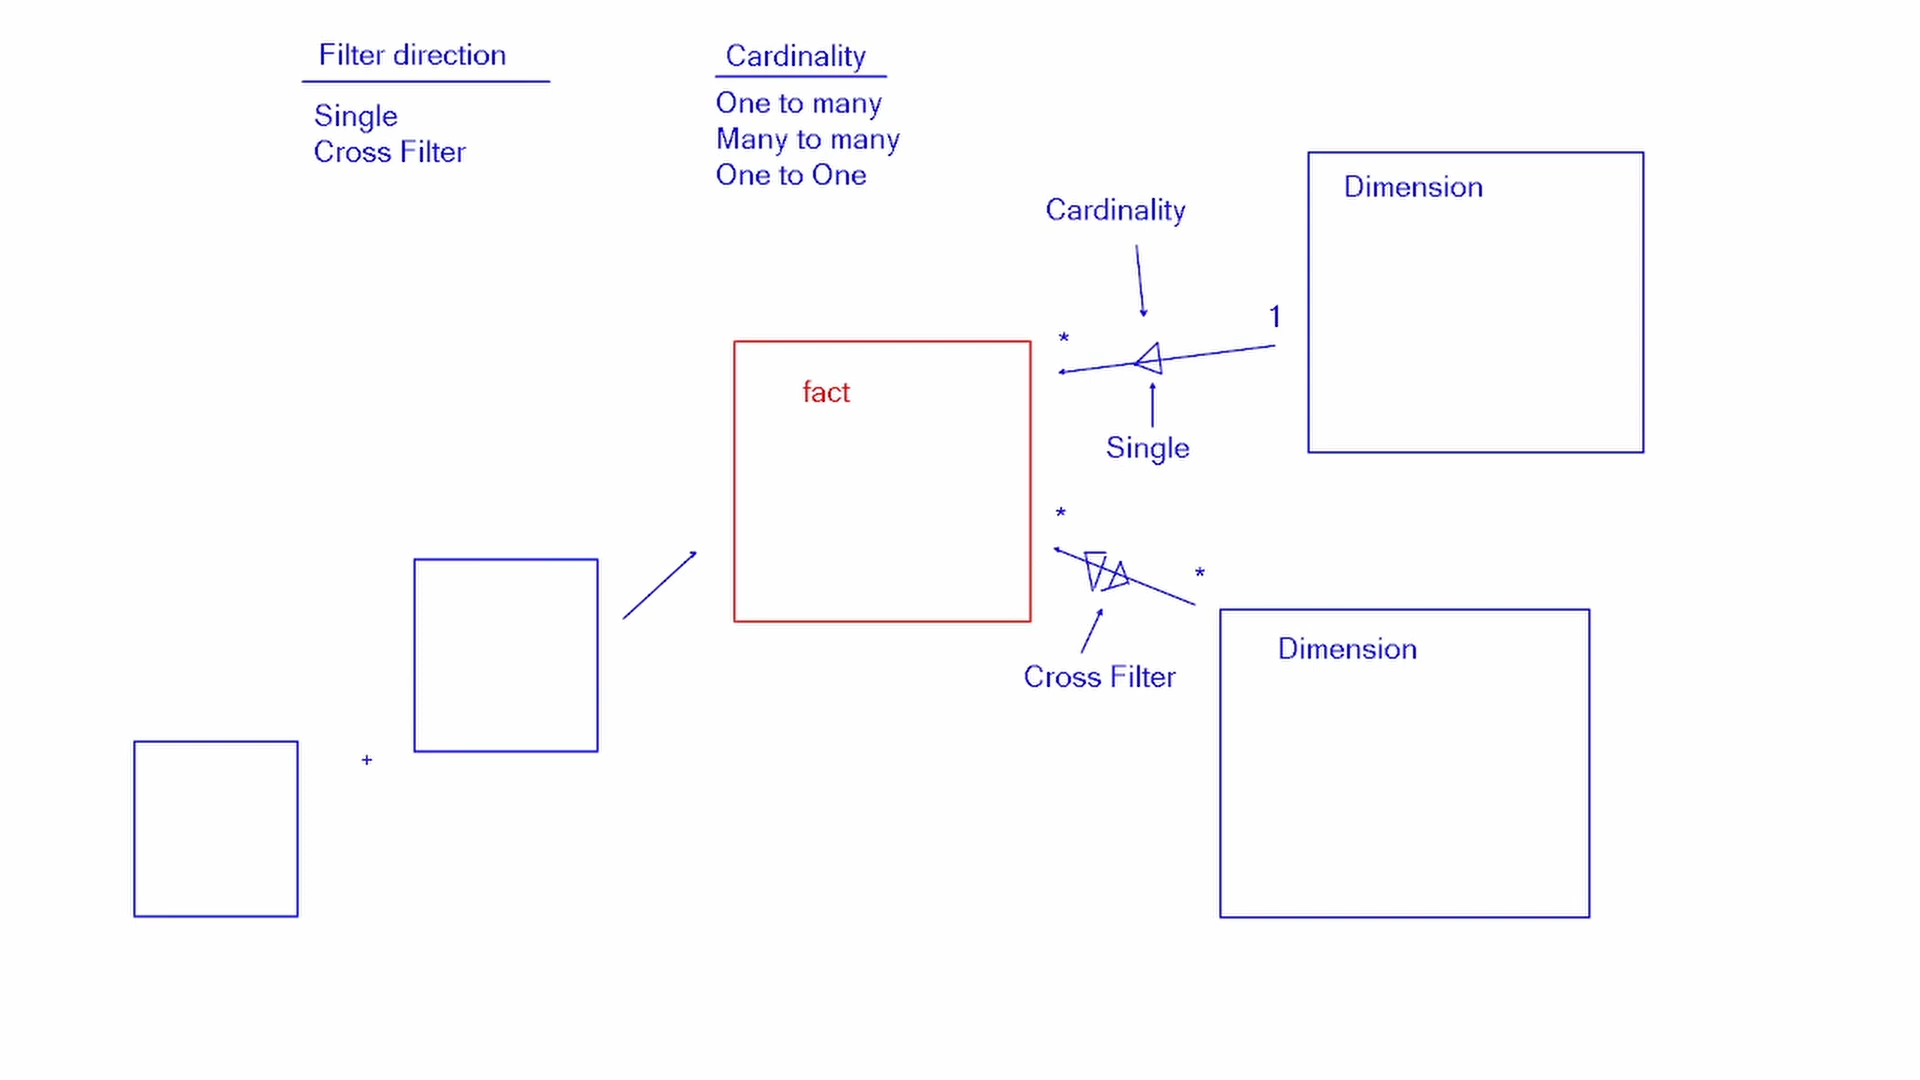 Filter direction
Single
Cross Filter
Cardinality
One to many
Many to many
One to One
Cardinality
Dimension
* 1
fact
Single
* *
Cross Filter
Dimension
+